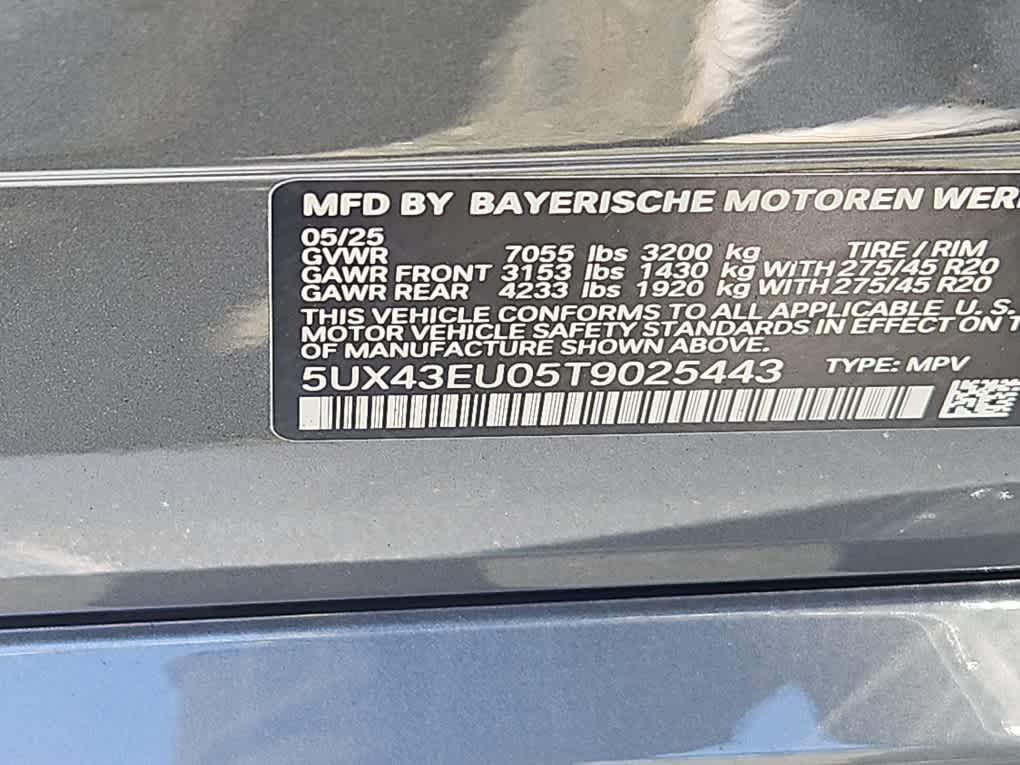 MFD BY BAYERISCHE MOTOREN
05/25
GVWR 7055 lbs 3200 kg TIRE / RIM
GAWR FRONT 3153 lbs 1430 kg WITH 275/45 R20
GAWR REAR 4233 lbs 1920 kg WITH 275/45 R20
THIS VEHICLE CONFORMS TO ALL APPLICABLE U. S.
MOTOR VEHICLE SAFETY STANDARDS IN EFFECT ON
OF MANUFACTURE SHOWN ABOVE.
5UX43EU05T9025443 TYPE: MPV